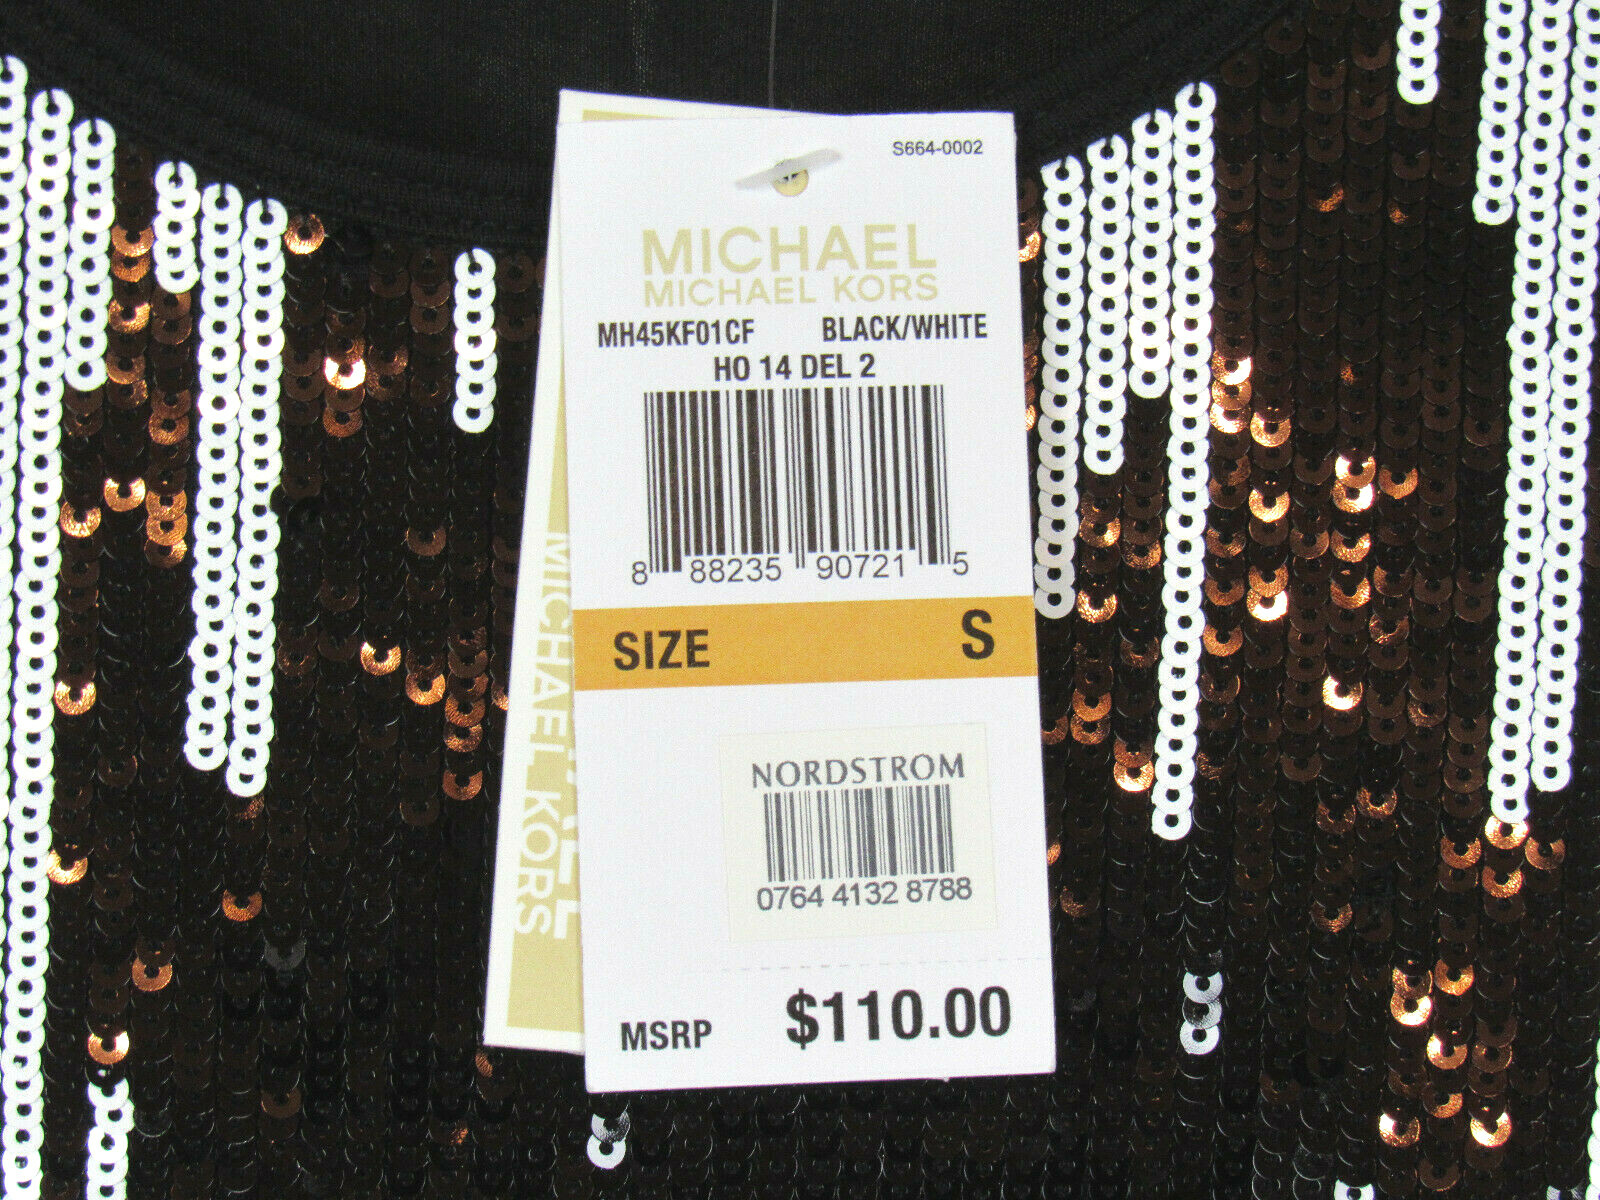 S664-0002
MICHAEL
MICHAEL KORS
MH45KF01CF BLACK/WHITE
HO 14 DEL 2
8 88235 90721 5
SIZE S
NORDSTROM
0764 4132 8788
MSRP $110.00
MICHAEL KORS